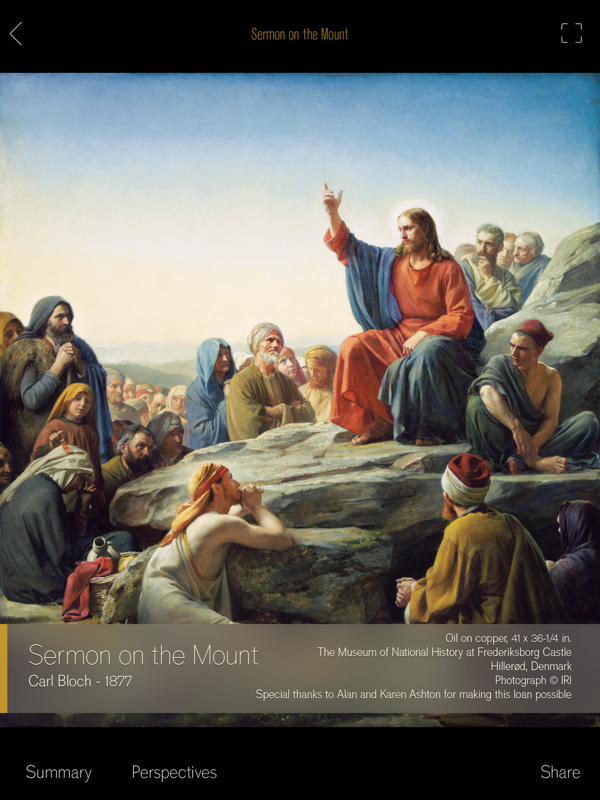 Sermon on the Mount
Sermon on the Mount
Carl Bloch - 1877
Oil on copper, 41 x 36-1/4 in.
The Museum of National History at Frederiksborg Castle
Hillerød, Denmark
Photograph © IRI
Special thanks to Alan and Karen Ashton for making this loan possible
Summary
Perspectives
Share